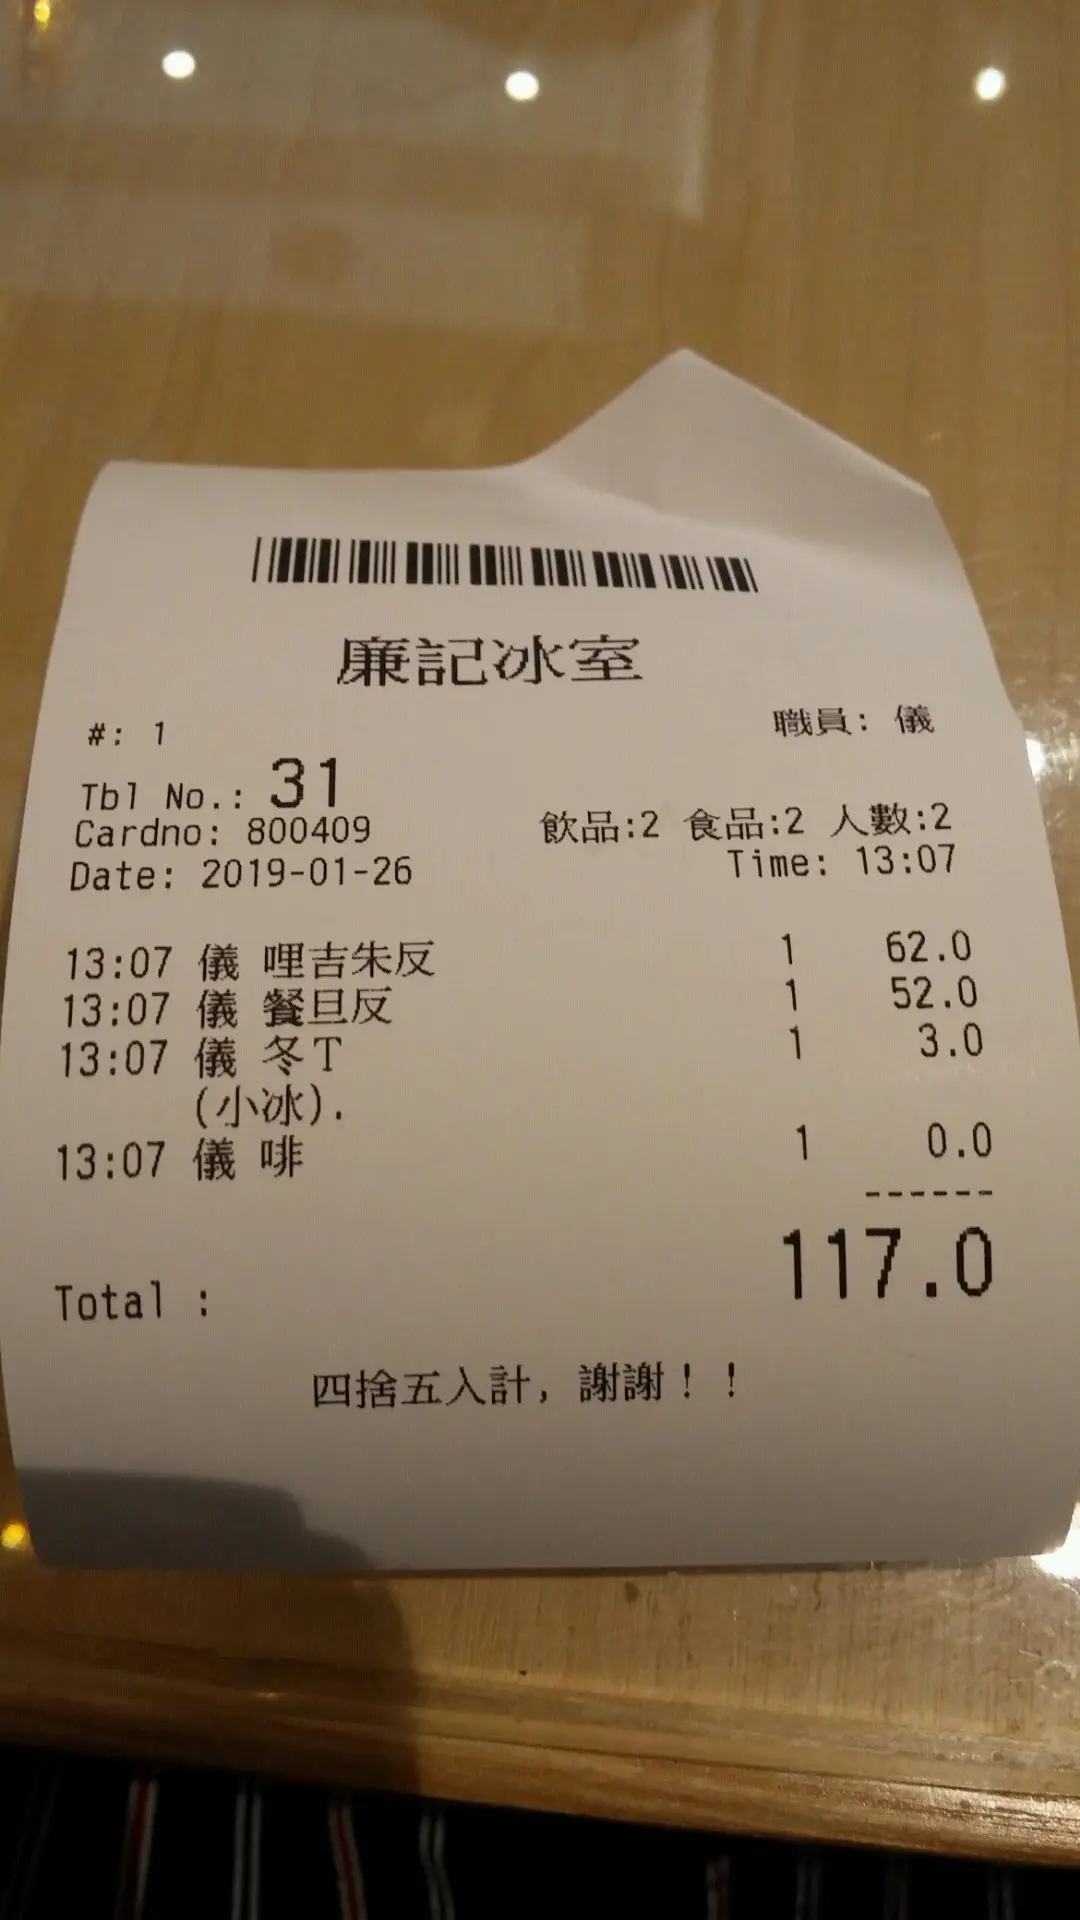 廉記冰室
#: 1 職員: 儀
Tbl No.: 31
Cardno: 800409 飲品:2 食品:2 人數:2
Date: 2019-01-26 Time: 13:07
13:07 儀 哩吉朱反 1 62.0
13:07 儀 餐旦反 1 52.0
13:07 儀 冬T 1 3.0
(小冰).
13:07 儀 啡 1 0.0
------
Total : 117.0
四捨五入計, 謝謝！！